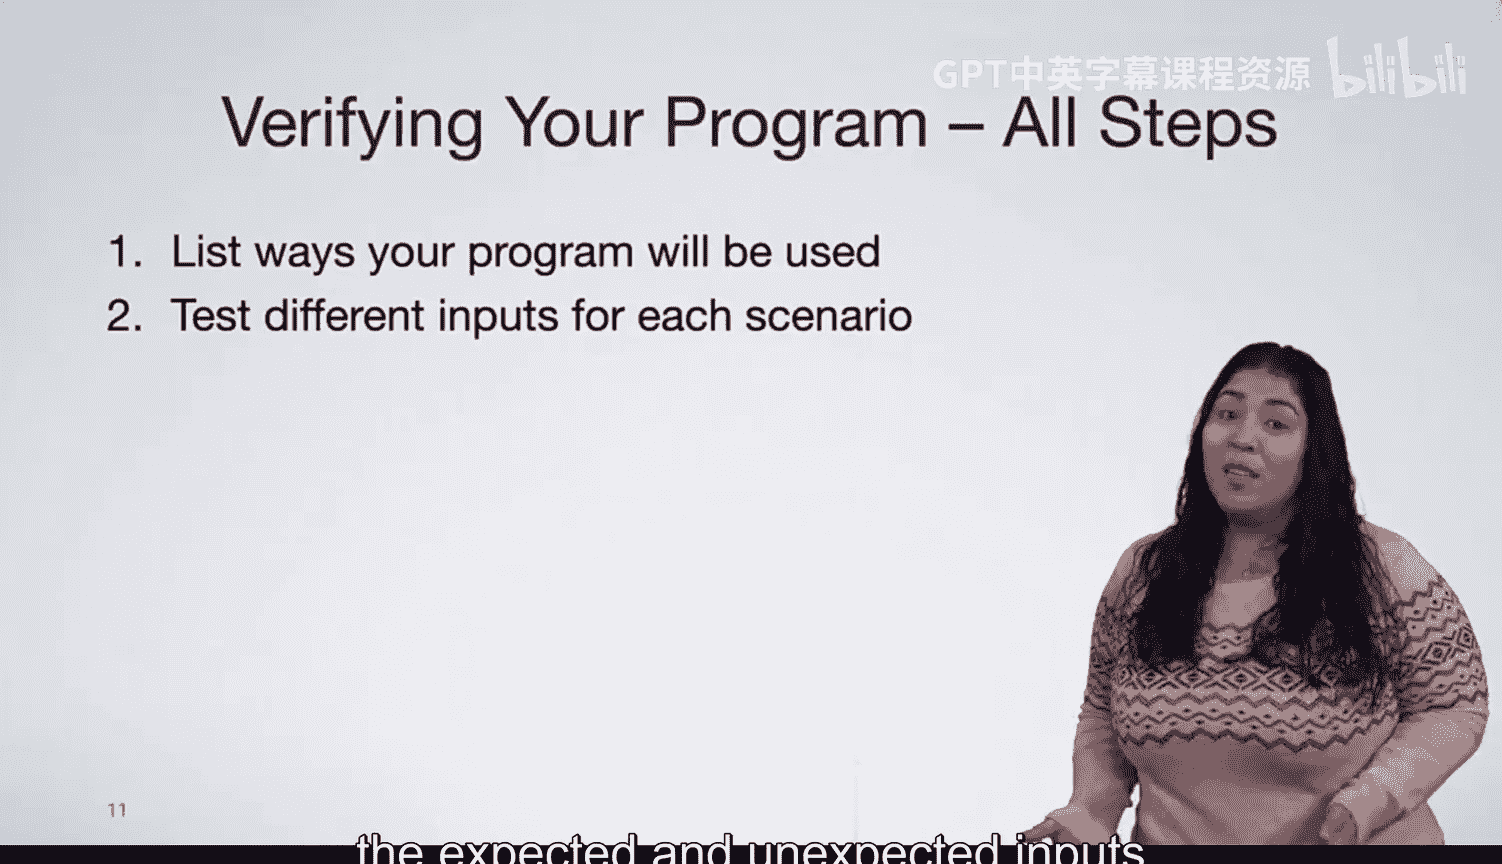 GPT中英字幕课程资源 bilibili
Verifying Your Program – All Steps
1. List ways your program will be used
2. Test different inputs for each scenario
11
the expected and unexpected inputs